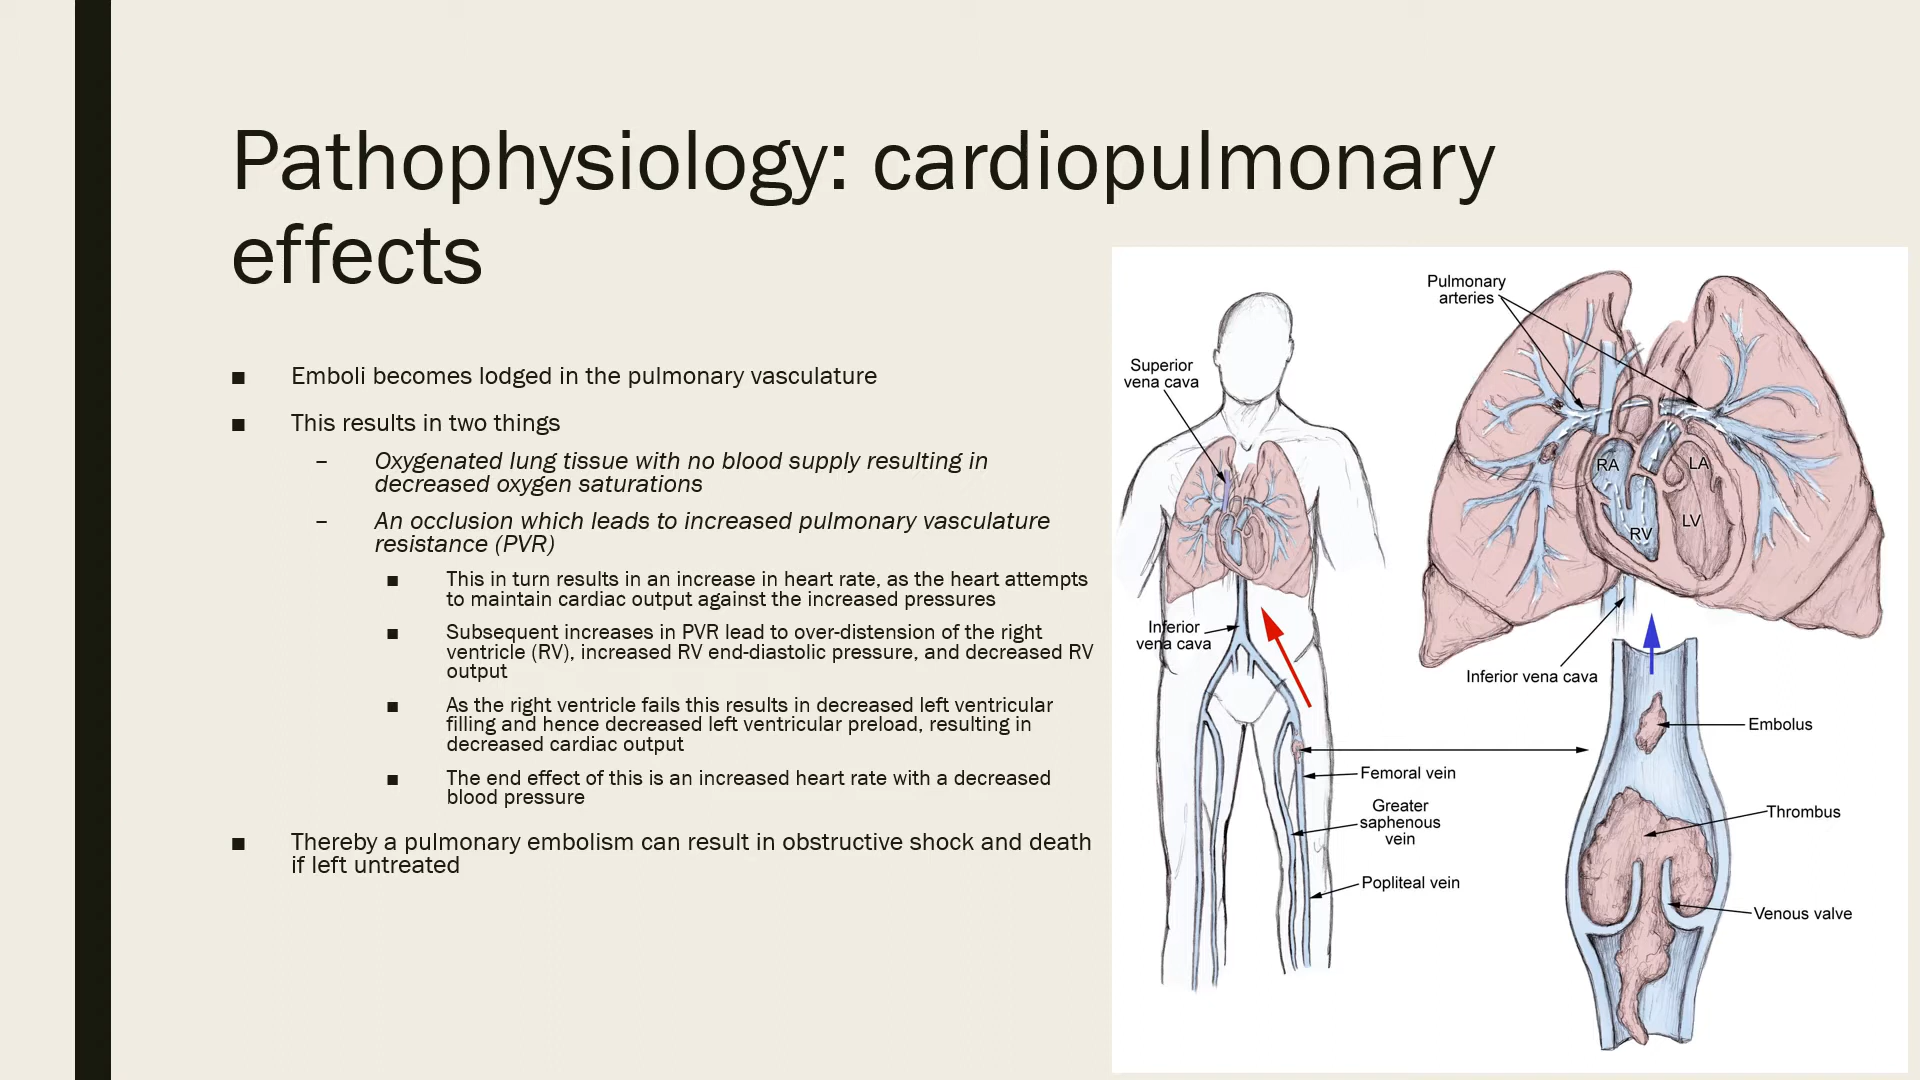 Pathophysiology: cardiopulmonary
effects
■ Emboli becomes lodged in the pulmonary vasculature
■ This results in two things
– Oxygenated lung tissue with no blood supply resulting in
decreased oxygen saturations
– An occlusion which leads to increased pulmonary vasculature
resistance (PVR)
■ This in turn results in an increase in heart rate, as the heart attempts
to maintain cardiac output against the increased pressures
■ Subsequent increases in PVR lead to over-distension of the right
ventricle (RV), increased RV end-diastolic pressure, and decreased RV
output
■ As the right ventricle fails this results in decreased left ventricular
filling and hence decreased left ventricular preload, resulting in
decreased cardiac output
■ The end effect of this is an increased heart rate with a decreased
blood pressure
■ Thereby a pulmonary embolism can result in obstructive shock and death
if left untreated
Superior
vena cava
Inferior
vena cava
Femoral vein
Greater
saphenous
vein
Popliteal vein
Pulmonary
arteries
RA
LA
LV
RV
Inferior vena cava
Embolus
Thrombus
Venous valve